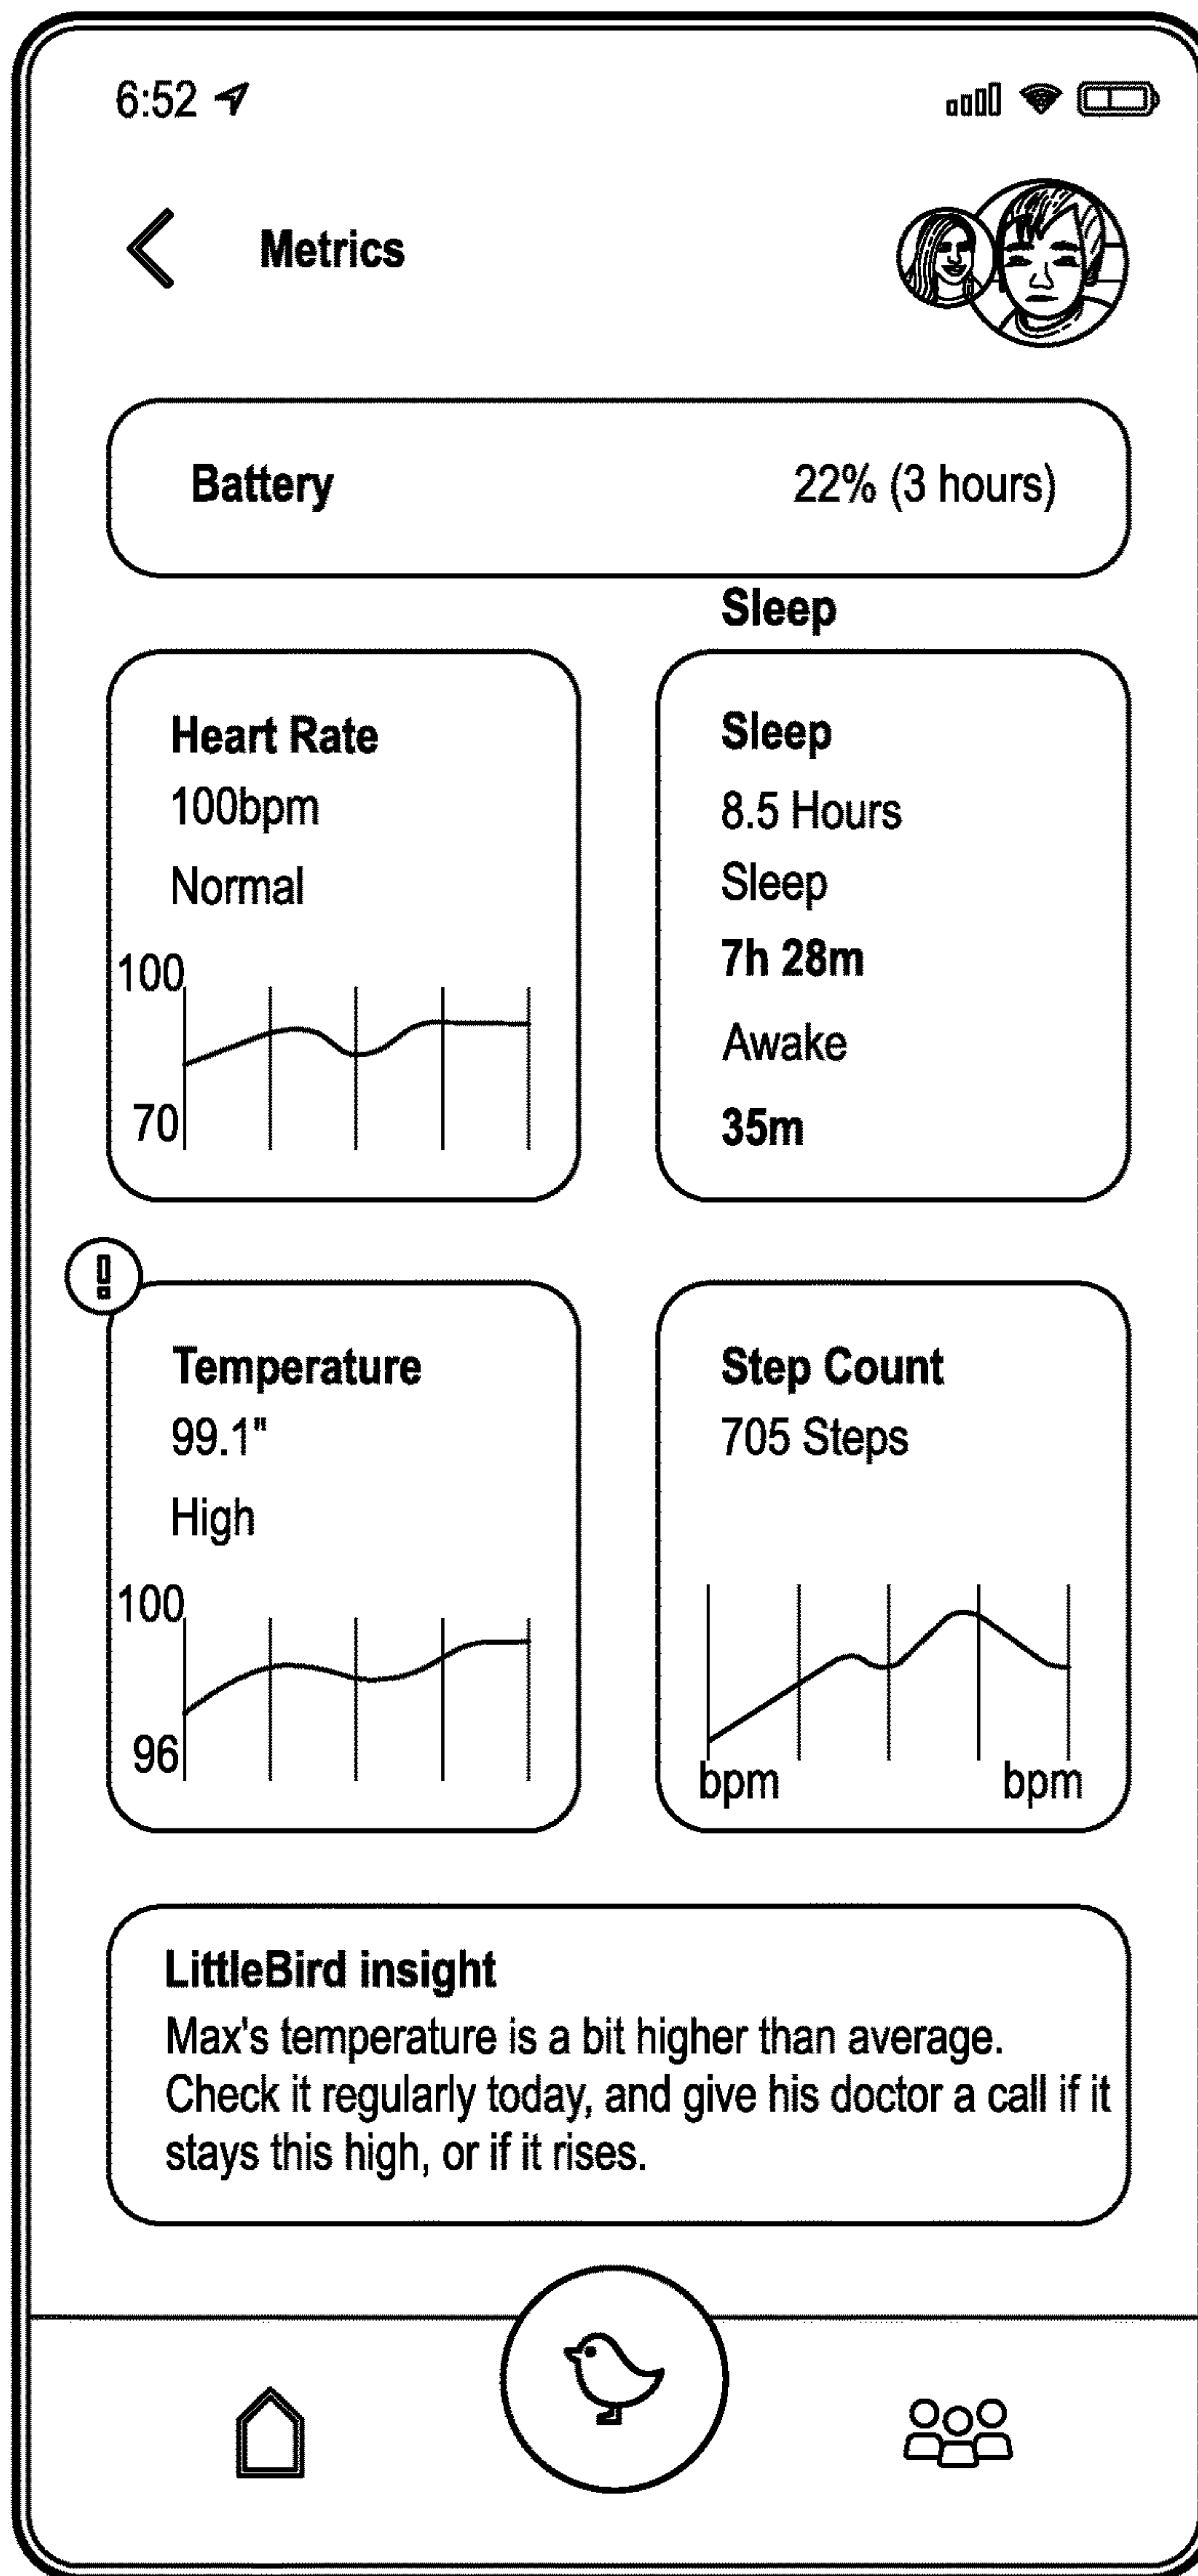 6:52
Metrics
Battery 22% (3 hours)
Sleep
Heart Rate
100bpm
Normal
100
70
Sleep
8.5 Hours
Sleep
7h 28m
Awake
35m
!
Temperature
99.1"
High
100
96
Step Count
705 Steps
bpm bpm
LittleBird insight
Max's temperature is a bit higher than average.
Check it regularly today, and give his doctor a call if it
stays this high, or if it rises.